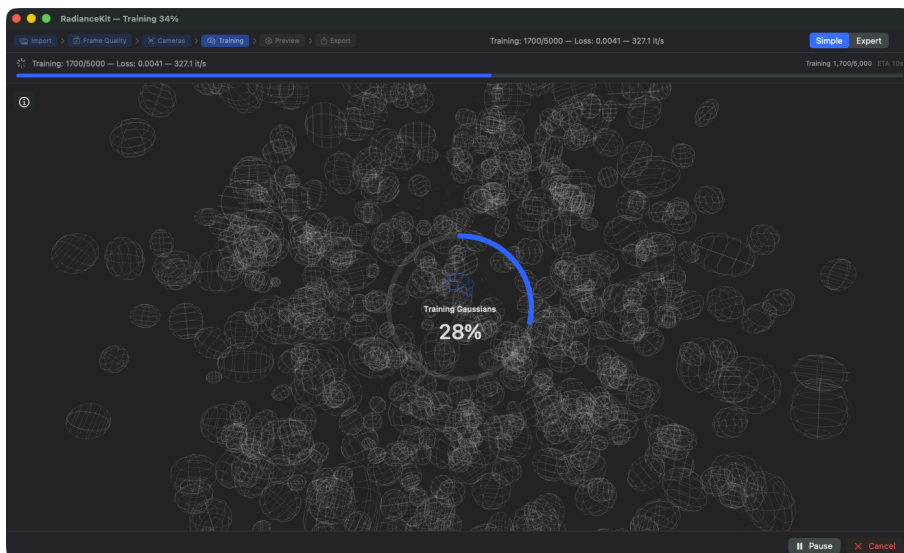 RadianceKit — Training 34%
Import > Frame Quality > Cameras > Training > Preview > Export
Training: 1700/5000 — Loss: 0.0041 — 327.1 it/s
Simple Expert
Training: 1700/5000 — Loss: 0.0041 — 327.1 it/s
Training 1,700/5,000 ETA 10s
Training Gaussians
28%
Pause Cancel